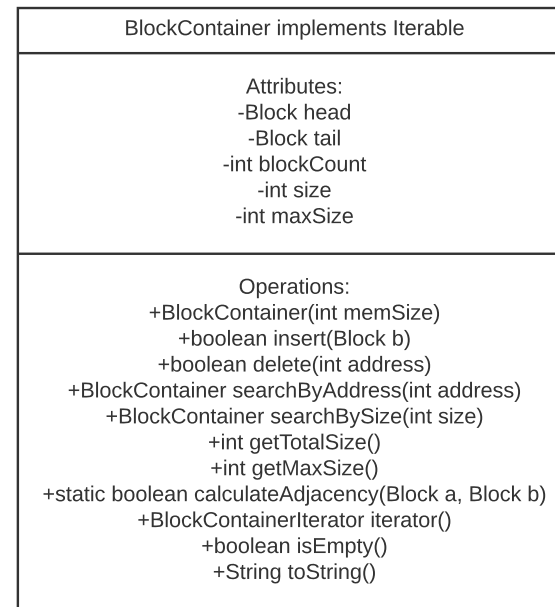 BlockContainer implements Iterable
Attributes:
-Block head
-Block tail
-int blockCount
-int size
-int maxSize
Operations:
+BlockContainer(int memSize)
+boolean insert(Block b)
+boolean delete(int address)
+BlockContainer searchByAddress(int address)
+BlockContainer searchBySize(int size)
+int getTotalSize()
+int getMaxSize()
+static boolean calculateAdjacency(Block a, Block b)
+BlockContainerIterator iterator()
+boolean isEmpty()
+String toString()